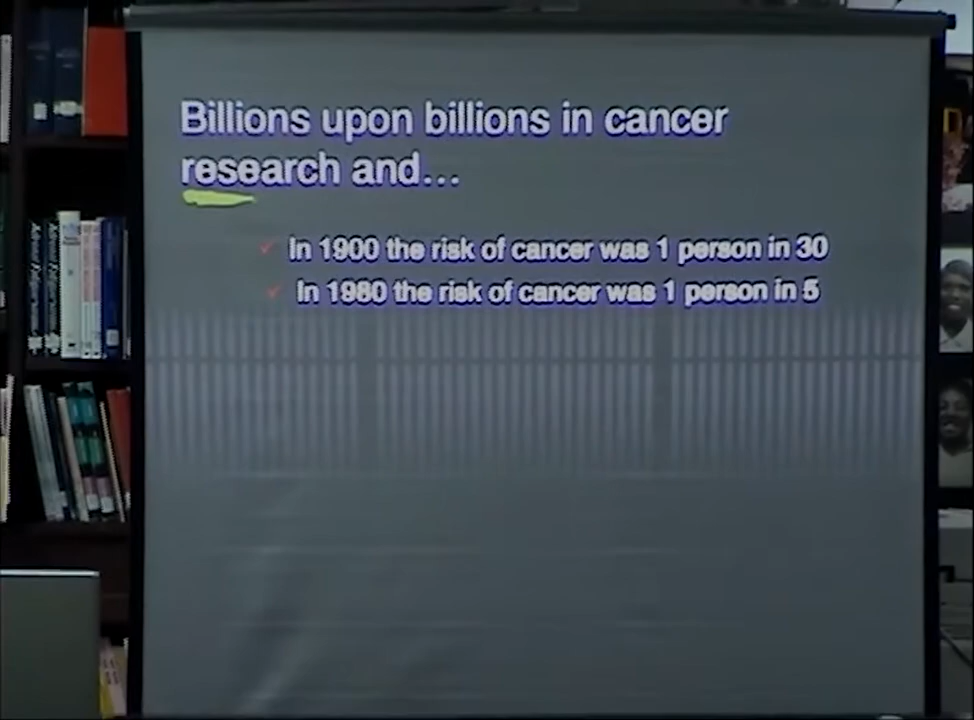 Billions upon billions in cancer
research and...
In 1900 the risk of cancer was 1 person in 30
In 1980 the risk of cancer was 1 person in 5